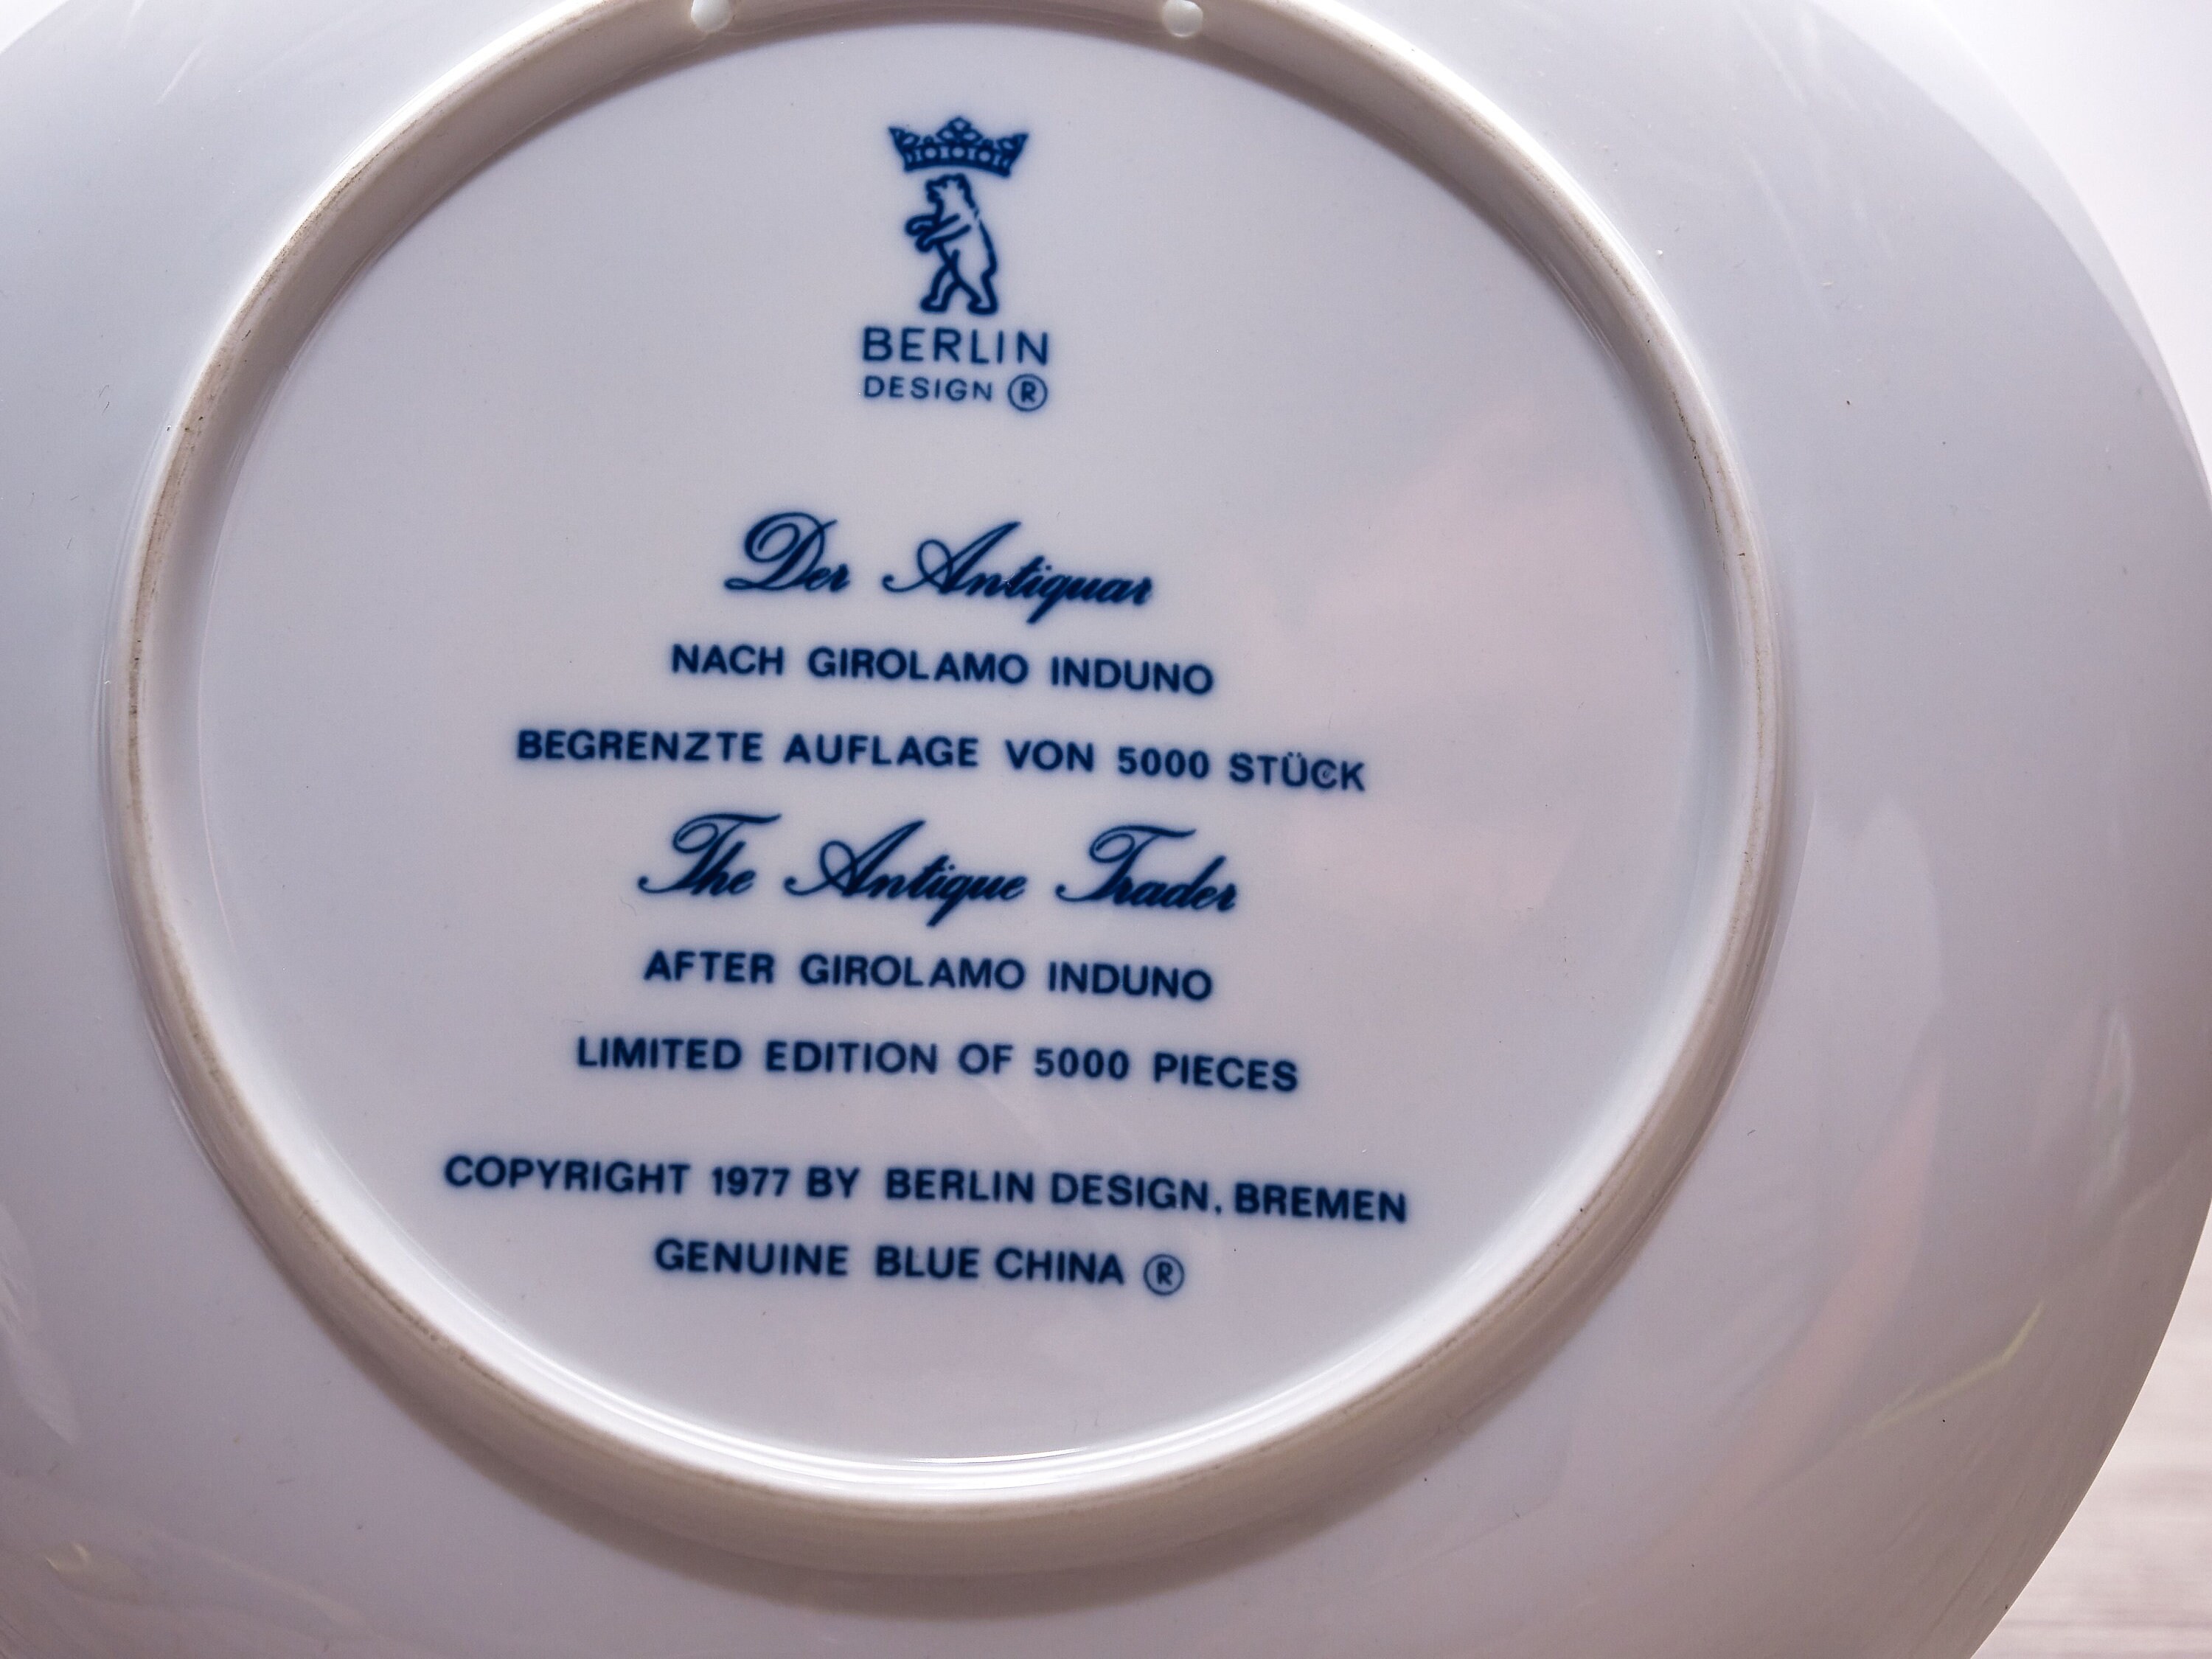 BERLIN
DESIGN ®
Der Antiquar
NACH GIROLAMO INDUNO
BEGRENZTE AUFLAGE VON 5000 STÜCK
The Antique Trader
AFTER GIROLAMO INDUNO
LIMITED EDITION OF 5000 PIECES
COPYRIGHT 1977 BY BERLIN DESIGN, BREMEN
GENUINE BLUE CHINA ®